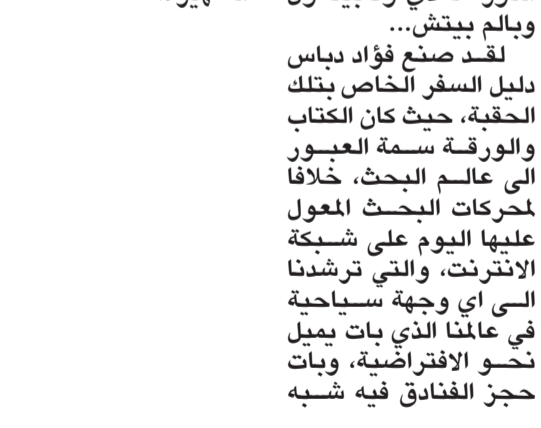 وبالم بيتش...
لقد صنع فؤاد دباس
دليل السفر الخاص بتلك
الحقبة، حيث كان الكتاب
والورقة سمة العبور
الى عالم البحث، خلافا
لمحركات البحث المعول
عليها اليوم على شبكة
الانترنت، والتي ترشدنا
الى اي وجهة سياحية
في عالمنا الذي بات يميل
نحو الافتراضية، وبات
حجز الفنادق فيه شبه